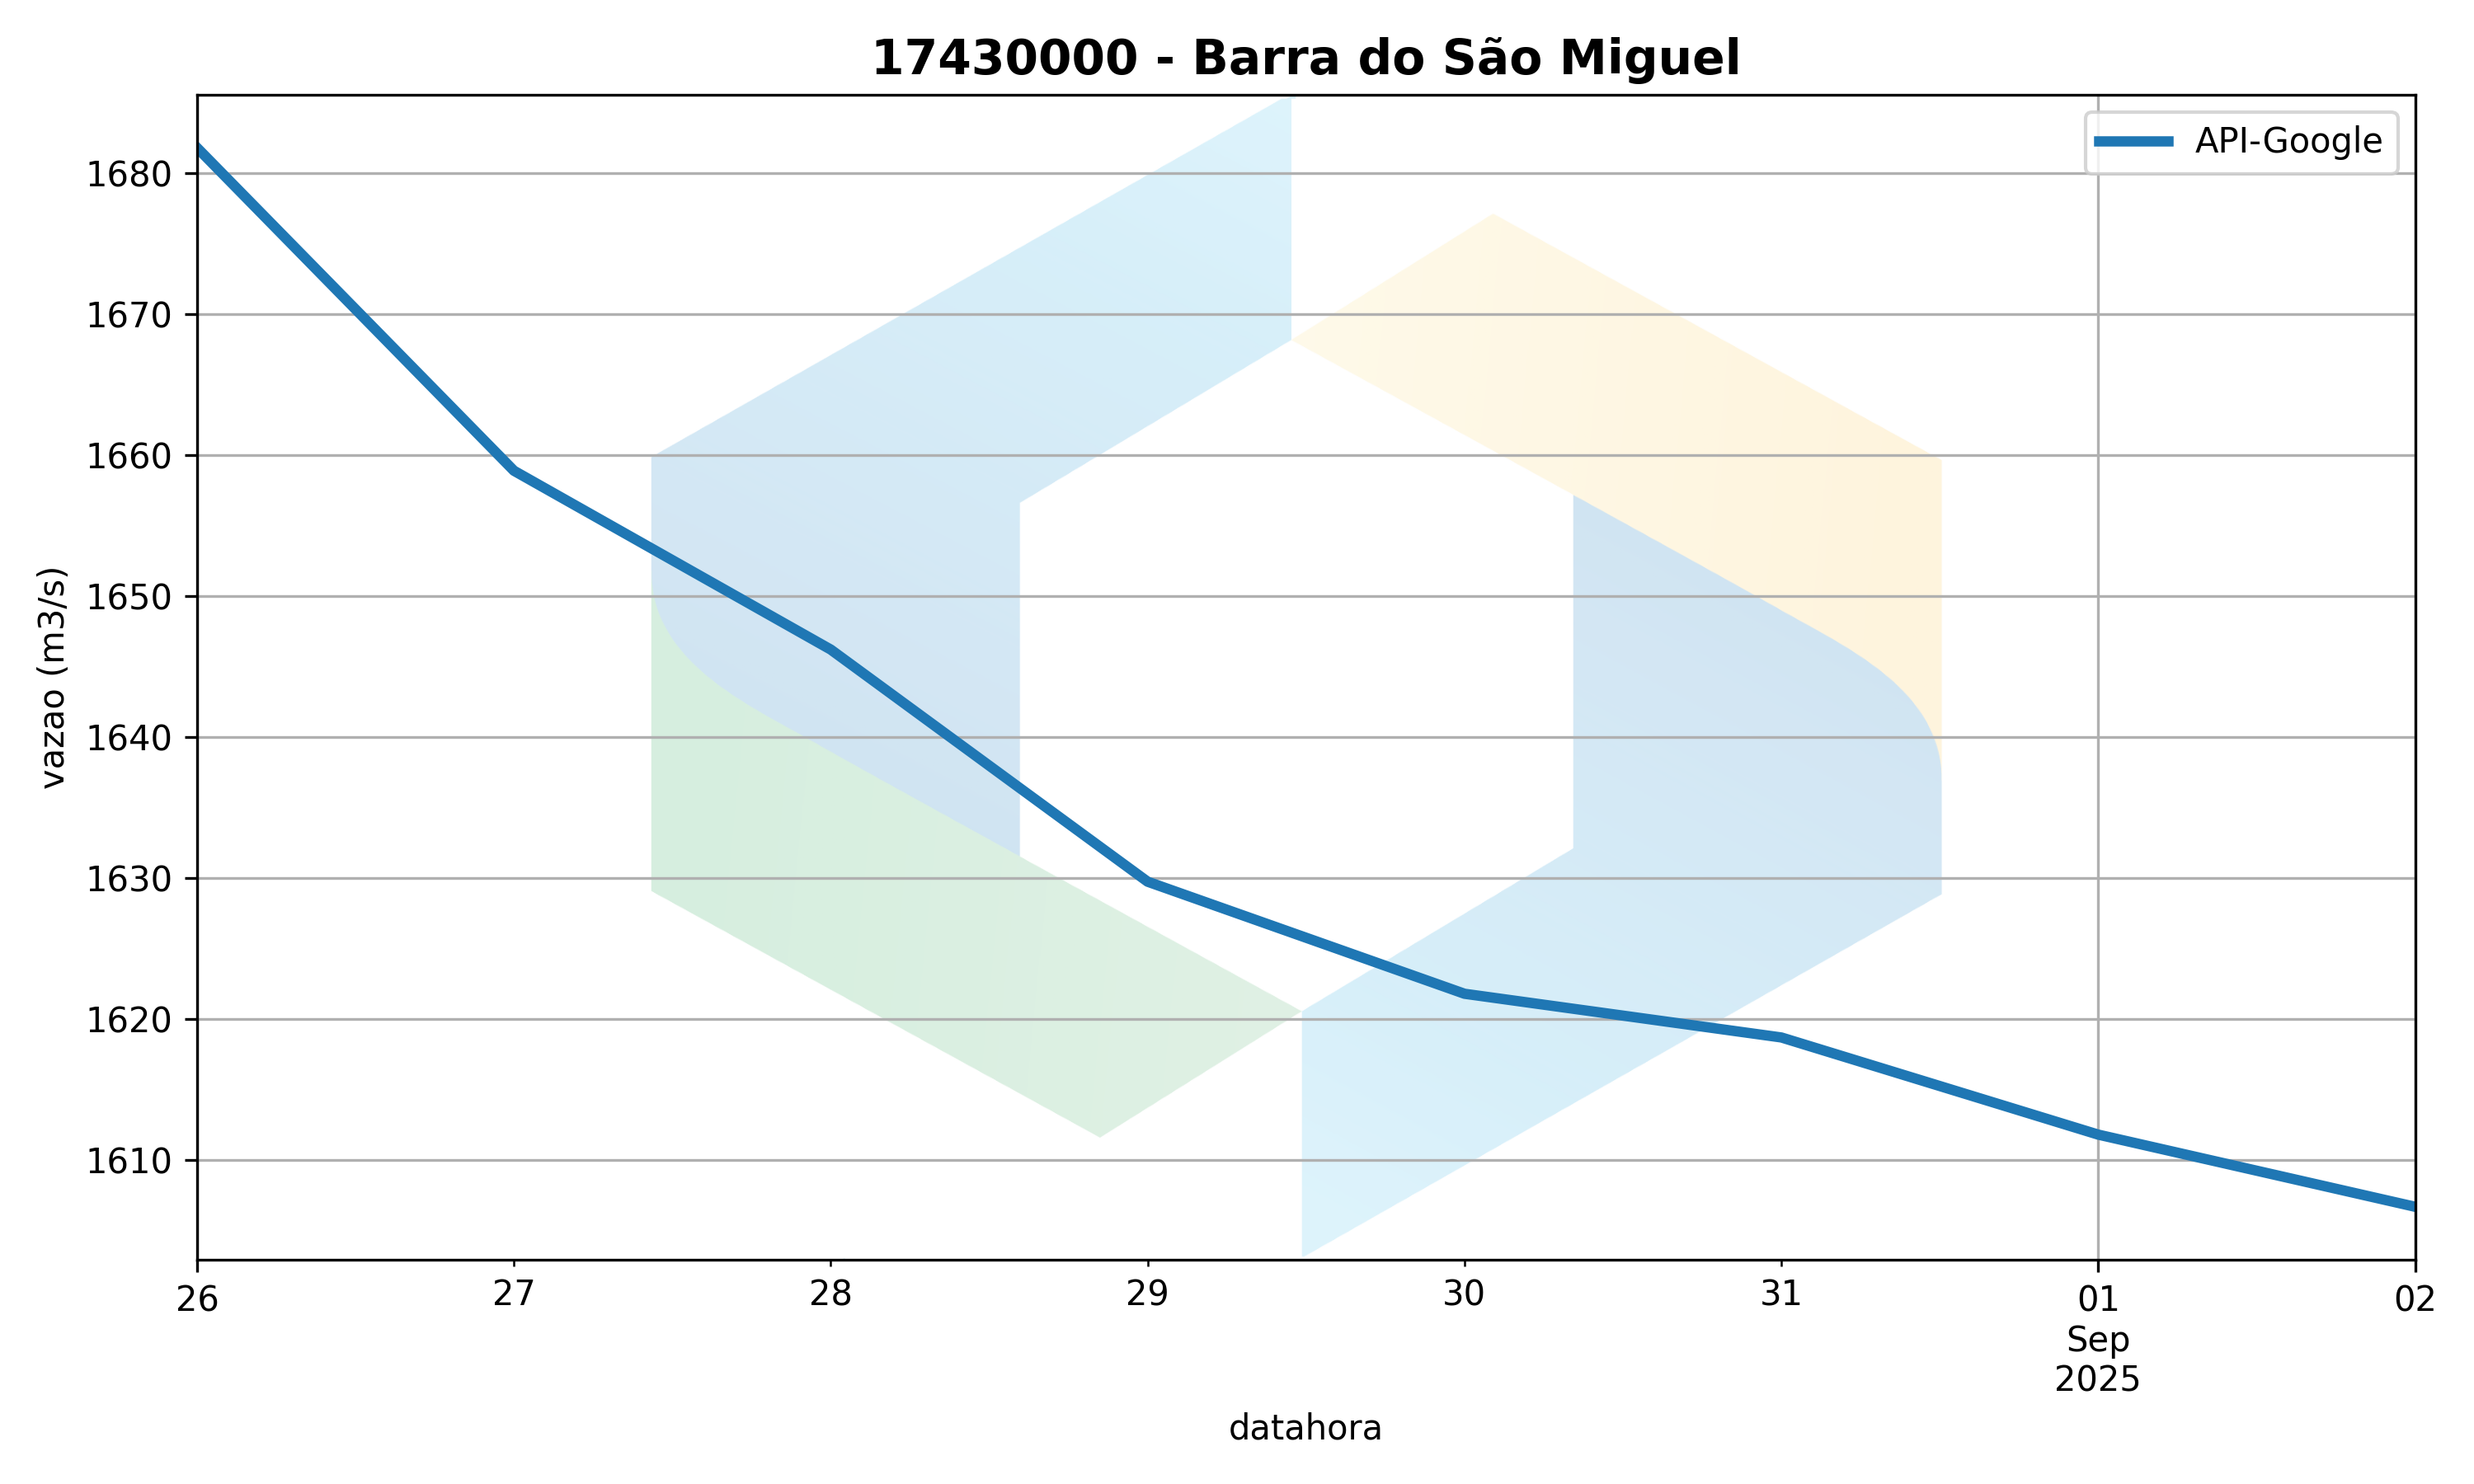 17430000 - Barra do São Miguel
API-Google
1680
1670
1660
1650
1640
1630
1620
1610
vazao (m3/s)
26 27 28 29 30 31 01 02
Sep
2025
datahora